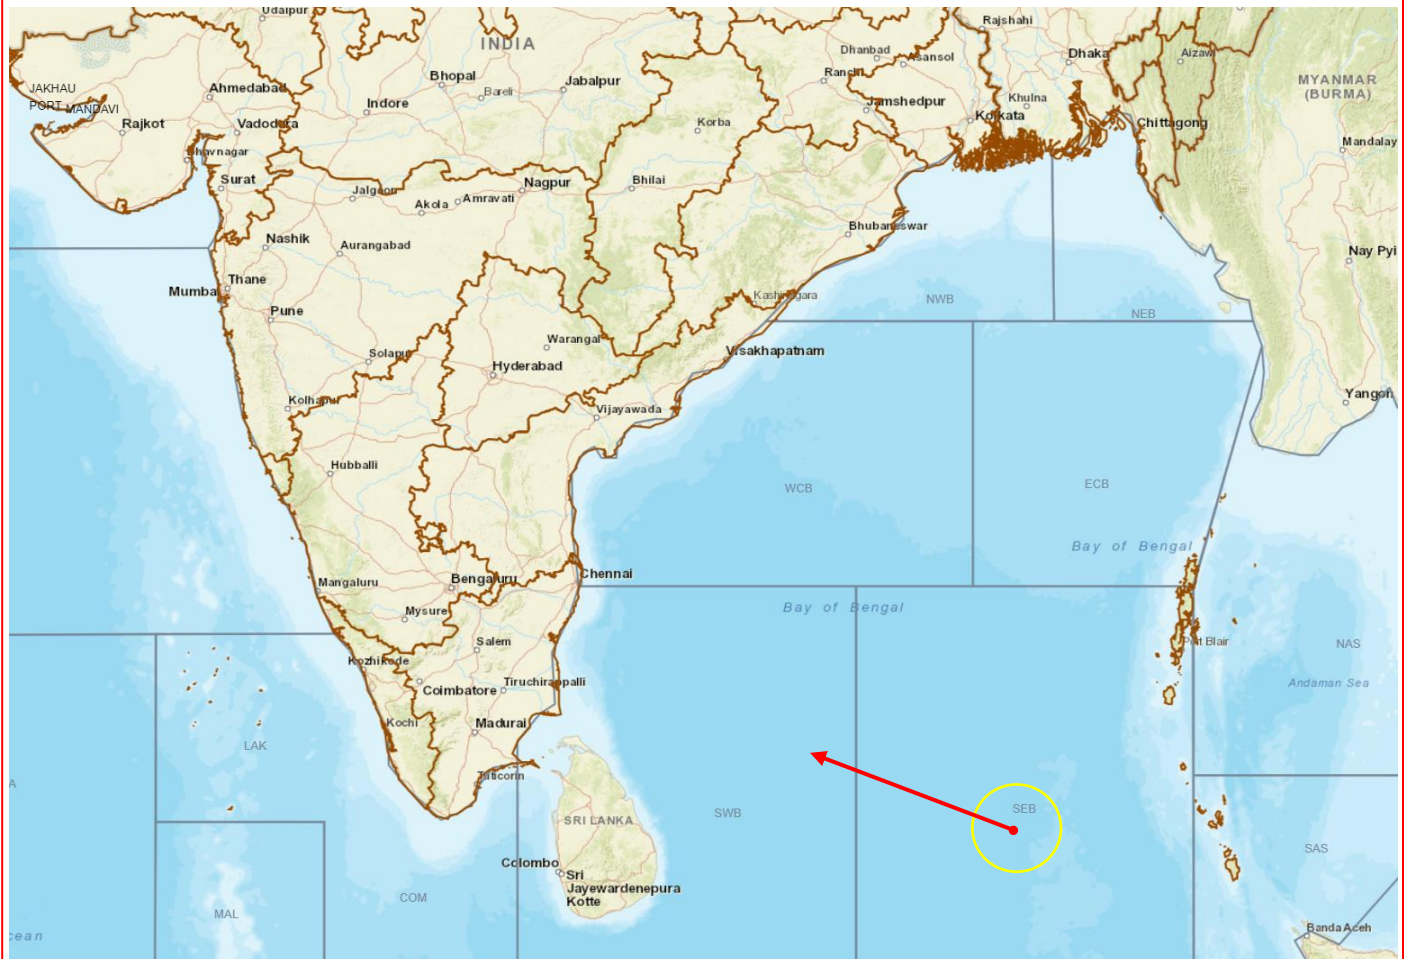 Udaipur
INDIA
Rajshahi
Dhanbad
Asansol
Dhaka
Aizawl
Ranchi
MYANMAR
(BURMA)
Bhopal
Jabalpur
Bareli
JAKHAU
PORT
MANDAVI
Ahmedabad
Indore
Jamshedpur
Khulna
Kolkata
Chittagong
Rajkot
Vadodara
Korba
Mandalay
Bhavnagar
Surat
Jalgaon
Akola
Amravati
Nagpur
Bhilai
Bhubaneswar
Nashik
Aurangabad
Nay Pyi
Thane
Mumbai
Pune
Kashinagara
NWB
NEB
Solapur
Warangal
Hyderabad
Visakhapatnam
Kolhapur
Vijayawada
Yangon
Hubballi
WCB
ECB
Bay of Bengal
Mangaluru
Bengaluru
Chennai
Mysure
Bay of Bengal
Salem
Port Blair
NAS
Kozhikode
Coimbatore
Tiruchirappalli
Andaman Sea
Kochi
Madurai
LAK
Tuticorin
A
SRI LANKA
SWB
SEB
Colombo
Sri
Jayewardenepura
Kotte
SAS
COM
MAL
cean
Banda Aceh